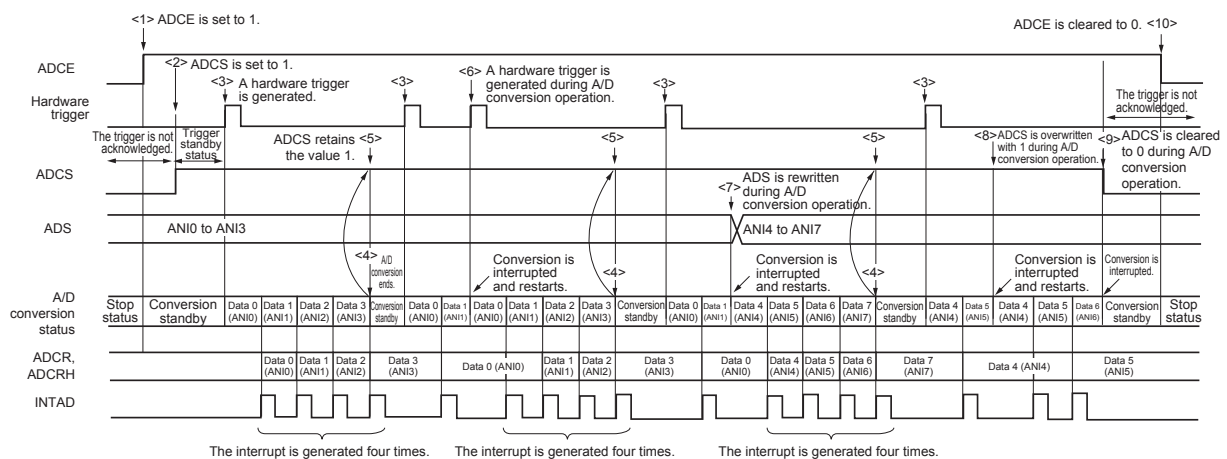 <1> ADCE is set to 1.
ADCE is cleared to 0. <10>
ADCE
<2> ADCS is set to 1.
<3> A hardware trigger
is generated.
<3>
<6> A hardware trigger is
generated during A/D
conversion operation.
<3>
<3>
Hardware
trigger
The trigger is not
acknowledged.
Trigger
standby
status
ADCS retains
the value 1.
<5>
<5>
<5>
<8> ADCS is overwritten
with 1 during A/D
conversion operation.
The trigger is not
acknowledged.
<9> ADCS is cleared
to 0 during A/D
conversion
operation.
ADCS
<7> ADS is rewritten
during A/D
conversion operation.
ADS
ANI0 to ANI3
ANI4 to ANI7
<4> A/D
conversion
ends.
Conversion is
interrupted
and restarts.
<4>
Conversion is
interrupted
and restarts.
<4>
Conversion is
interrupted
and restarts.
Conversion is
interrupted.
A/D
conversion
status
Stop
status
Conversion
standby
Data 0
(ANI0)
Data 1
(ANI1)
Data 2
(ANI2)
Data 3
(ANI3)
Conversion
standby
Data 0
(ANI0)
Data 1
(ANI1)
Data 0
(ANI0)
Data 1
(ANI1)
Data 2
(ANI2)
Data 3
(ANI3)
Conversion
standby
Data 0
(ANI0)
Data 1
(ANI1)
Data 4
(ANI4)
Data 5
(ANI5)
Data 6
(ANI6)
Data 7
(ANI7)
Conversion
standby
Data 4
(ANI4)
Data 5
(ANI5)
Data 4
(ANI4)
Data 5
(ANI5)
Data 6
(ANI6)
Conversion
standby
Stop
status
ADCR,
ADCRH
Data 0
(ANI0)
Data 1
(ANI1)
Data 2
(ANI2)
Data 3
(ANI3)
Data 0 (ANI0)
Data 1
(ANI1)
Data 2
(ANI2)
Data 3
(ANI3)
Data 0
(ANI0)
Data 4
(ANI4)
Data 5
(ANI5)
Data 6
(ANI6)
Data 7
(ANI7)
Data 4 (ANI4)
Data 5
(ANI5)
INTAD
The interrupt is generated four times.
The interrupt is generated four times.
The interrupt is generated four times.